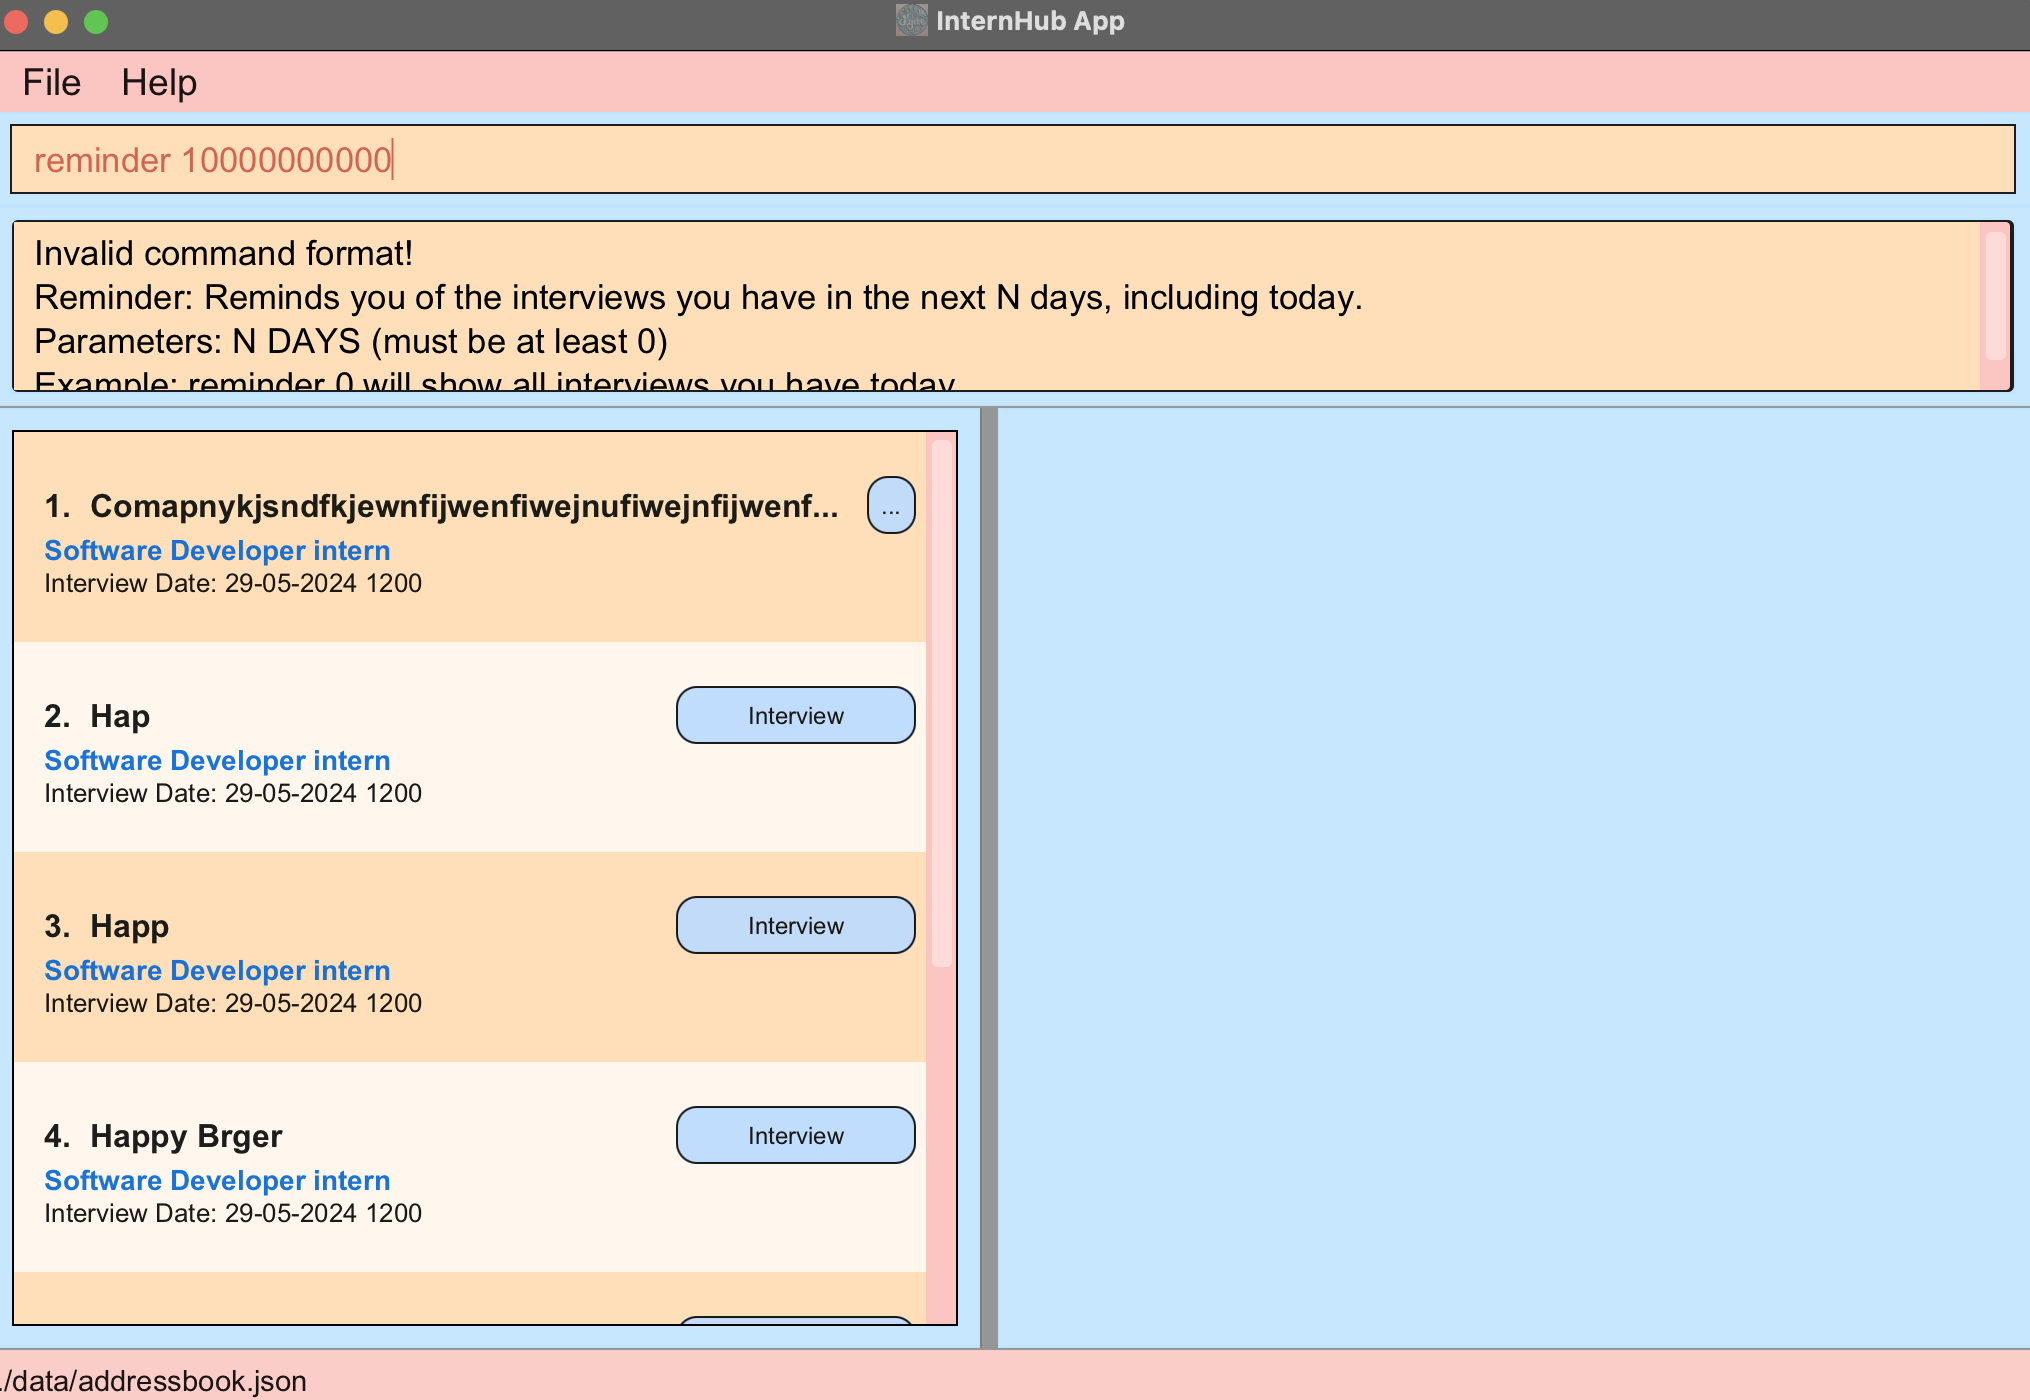 InternHub App
File Help
reminder 10000000000
Invalid command format!
Reminder: Reminds you of the interviews you have in the next N days, including today.
Parameters: N DAYS (must be at least 0)
Example: reminder 0 will show all interviews you have today
1. Comapnykjsndfkjewnfijwenfiwejnufiwejnfijwenf... ...
Software Developer intern
Interview Date: 29-05-2024 1200
2. Hap Interview
Software Developer intern
Interview Date: 29-05-2024 1200
3. Happ Interview
Software Developer intern
Interview Date: 29-05-2024 1200
4. Happy Brger Interview
Software Developer intern
Interview Date: 29-05-2024 1200
./data/addressbook.json